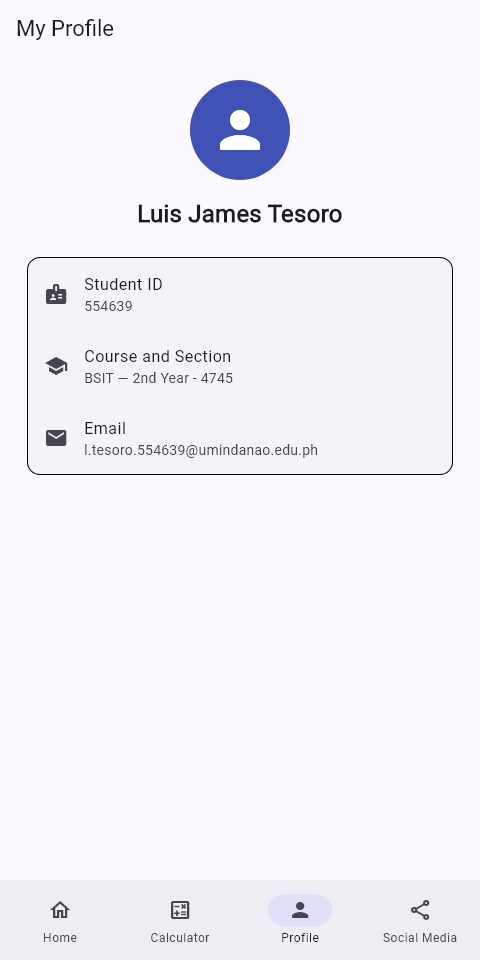 My Profile
Luis James Tesoro
Student ID
554639
Course and Section
BSIT — 2nd Year - 4745
Email
l.tesoro.554639@umindanao.edu.ph
Home
Calculator
Profile
Social Media